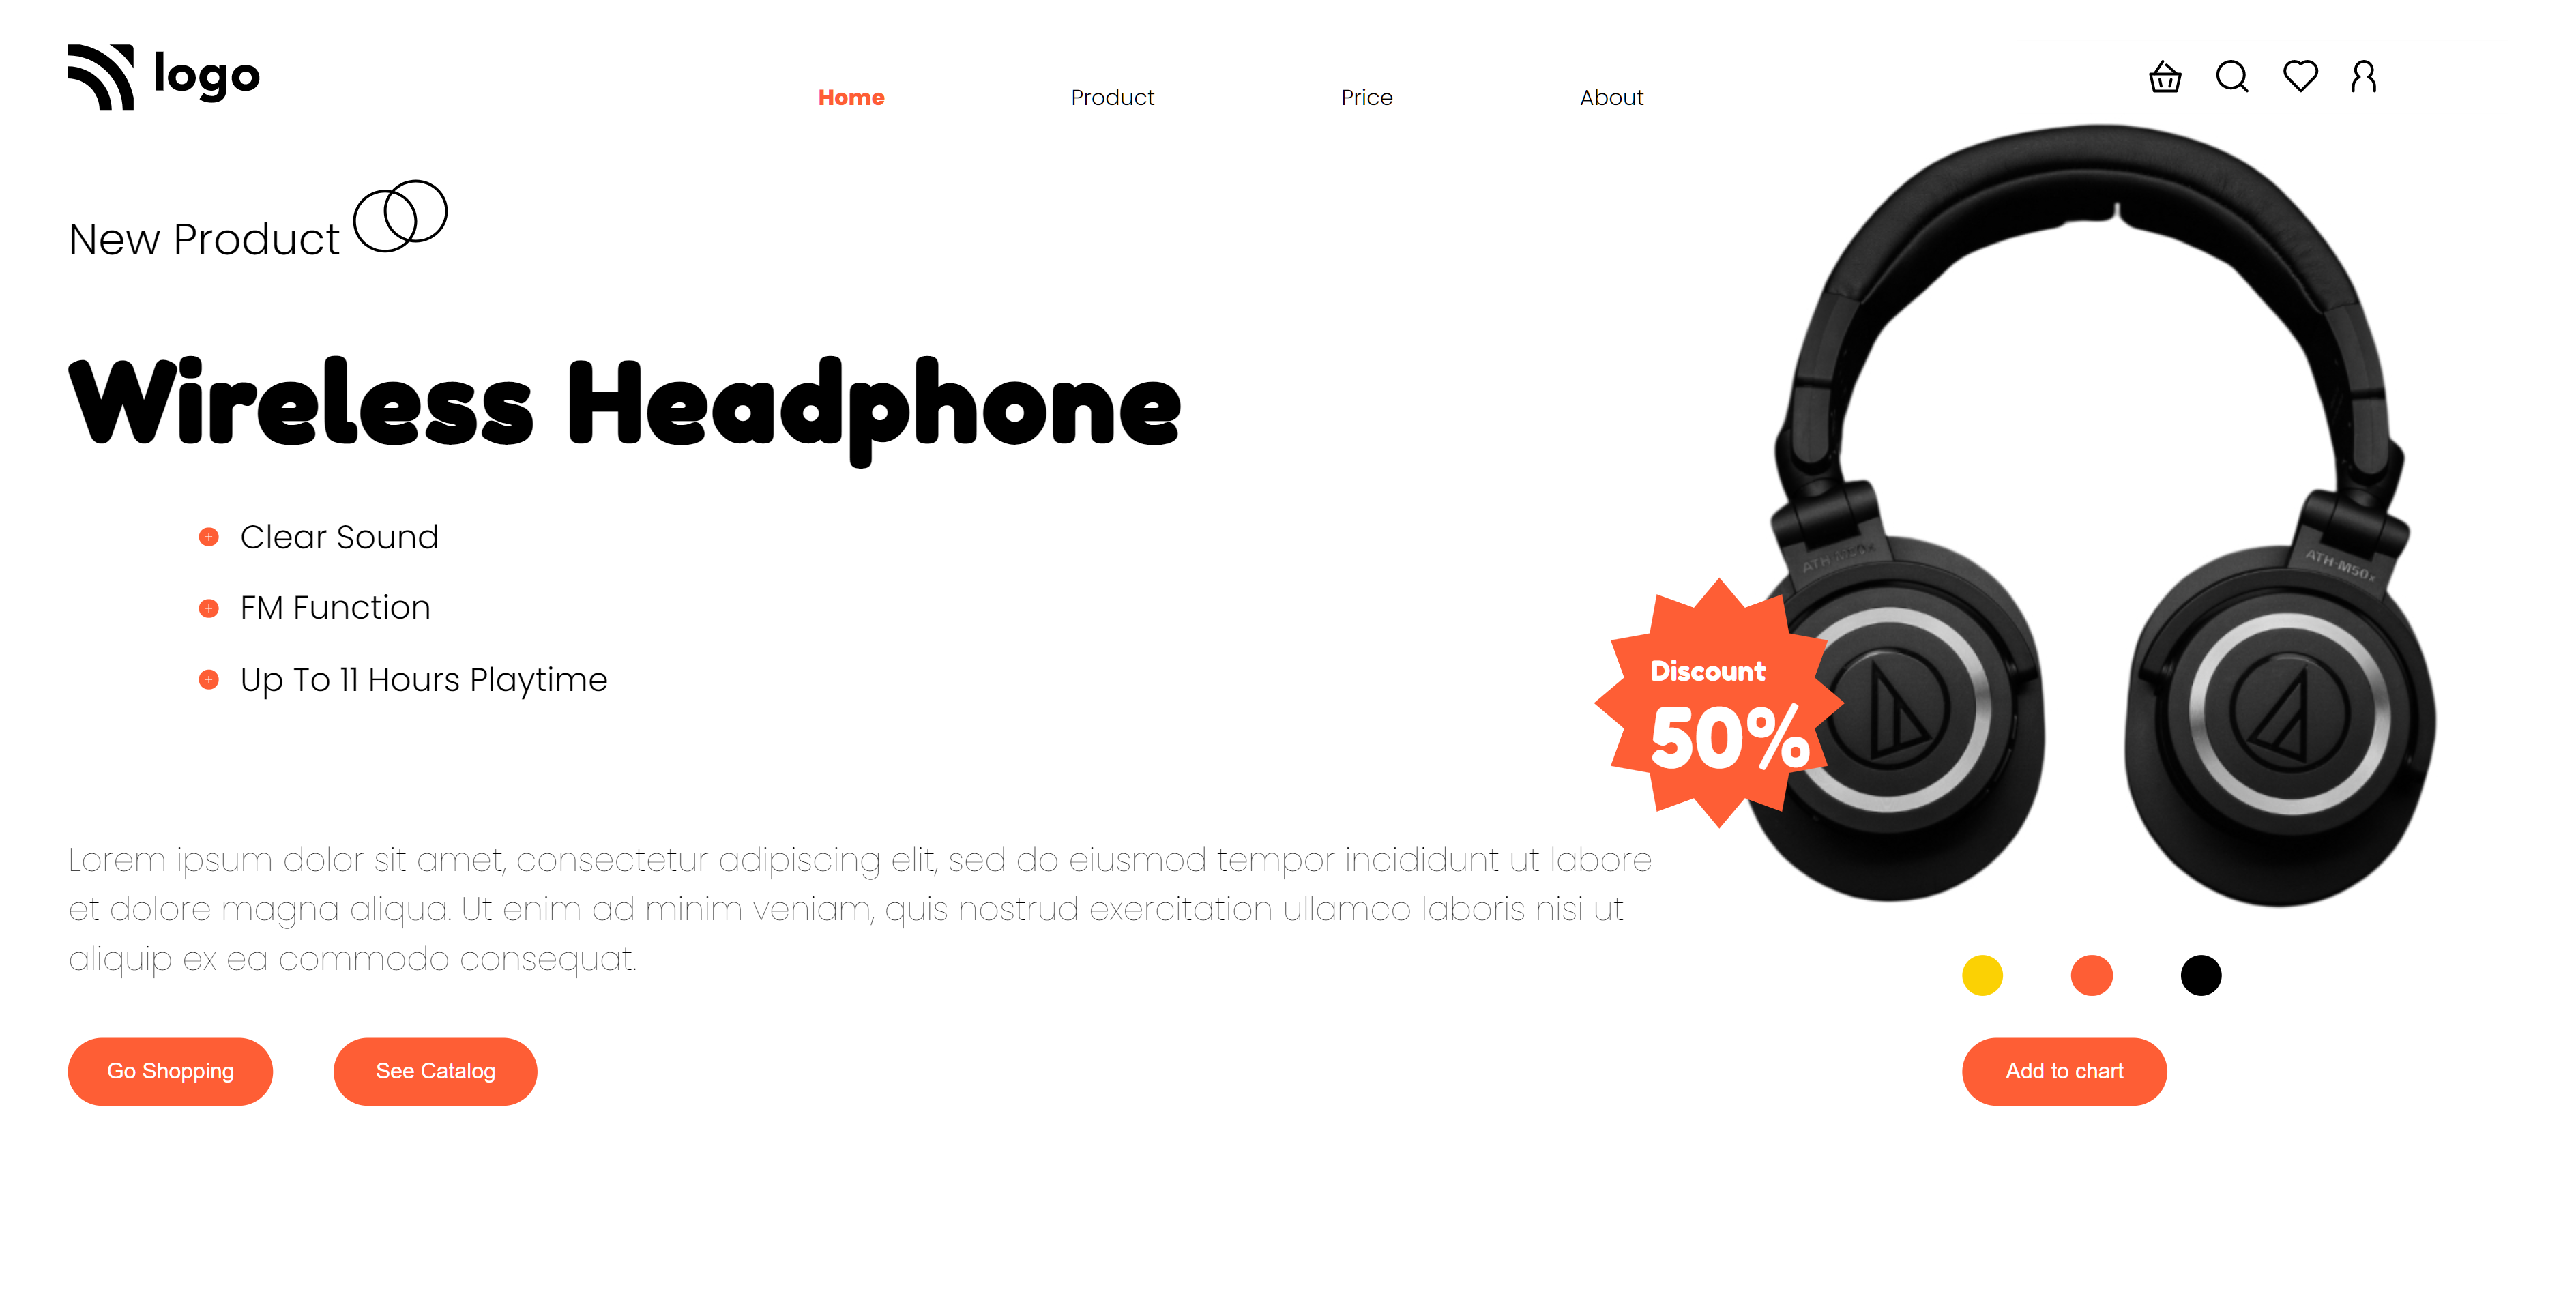 logo
Home Product Price About
New Product
Wireless Headphone
Clear Sound
FM Function
Up To 11 Hours Playtime
ATH-M50x
ATH-M50x
Discount
50%
Lorem ipsum dolor sit amet, consectetur adipiscing elit, sed do eiusmod tempor incididunt ut labore
et dolore magna aliqua. Ut enim ad minim veniam, quis nostrud exercitation ullamco laboris nisi ut
aliquip ex ea commodo consequat.
Go Shopping
See Catalog
Add to chart